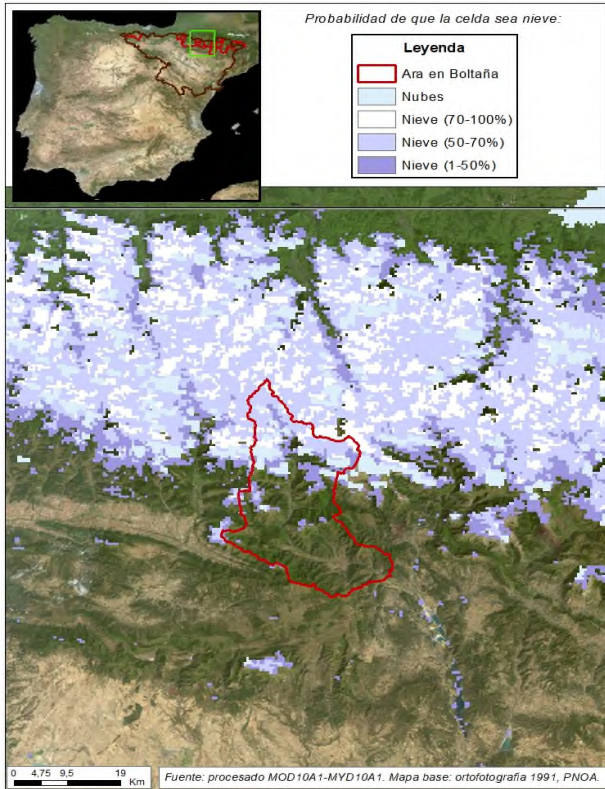 Probabilidad de que la celda sea nieve:
Leyenda
Ara en Boltaña
Nubes
Nieve (70-100%)
Nieve (50-70%)
Nieve (1-50%)
0 4,75 9,5 19
Km
Fuente: procesado MOD10A1-MYD10A1. Mapa base: ortofotografía 1991, PNOA.